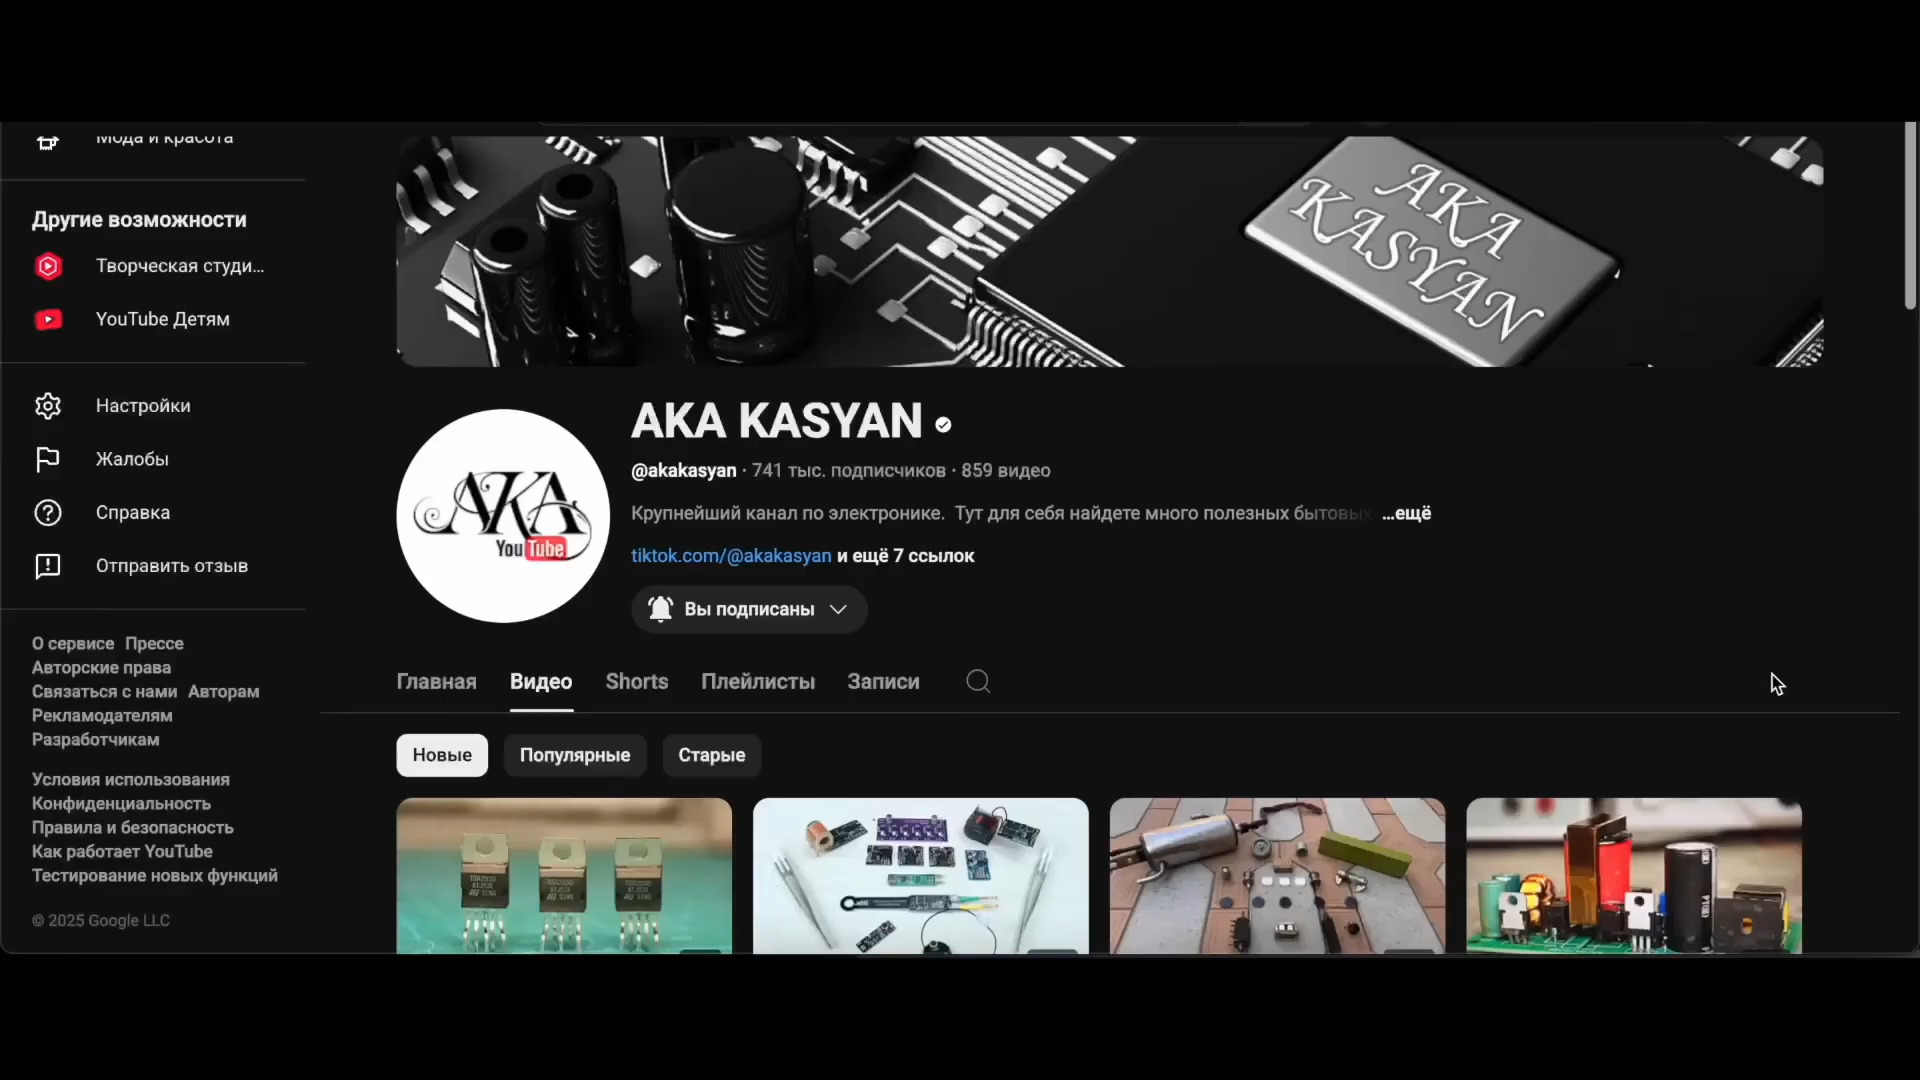 Мода и красота
Другие возможности
Творческая студи...
YouTube Детям
Настройки
Жалобы
Справка
Отправить отзыв
О сервисе Прессе
Авторские права
Связаться с нами Авторам
Рекламодателям
Разработчикам
Условия использования
Конфиденциальность
Правила и безопасность
Как работает YouTube
Тестирование новых функций
© 2025 Google LLC
AKA
KASYAN
AKA
YouTube
AKA KASYAN
@akakasyan · 741 тыс. подписчиков · 859 видео
Крупнейший канал по электронике. Тут для себя найдете много полезных бытовых ...ещё
tiktok.com/@akakasyan и ещё 7 ссылок
Вы подписаны
Главная Видео Shorts Плейлисты Записи
Новые Популярные Старые